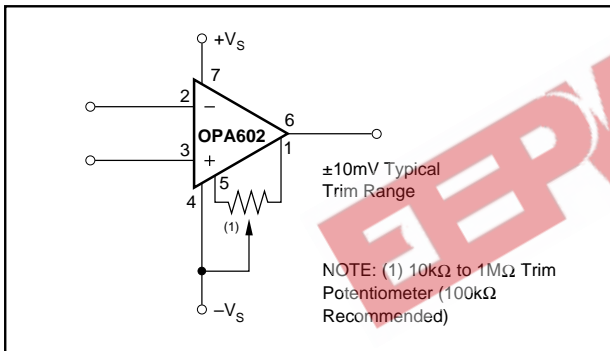 +VS
7
2
−
6
OPA602
1
3
+
5
4
(1)
±10mV Typical
Trim Range
NOTE: (1) 10kΩ to 1MΩ Trim
Potentiometer (100kΩ
Recommended)
–VS